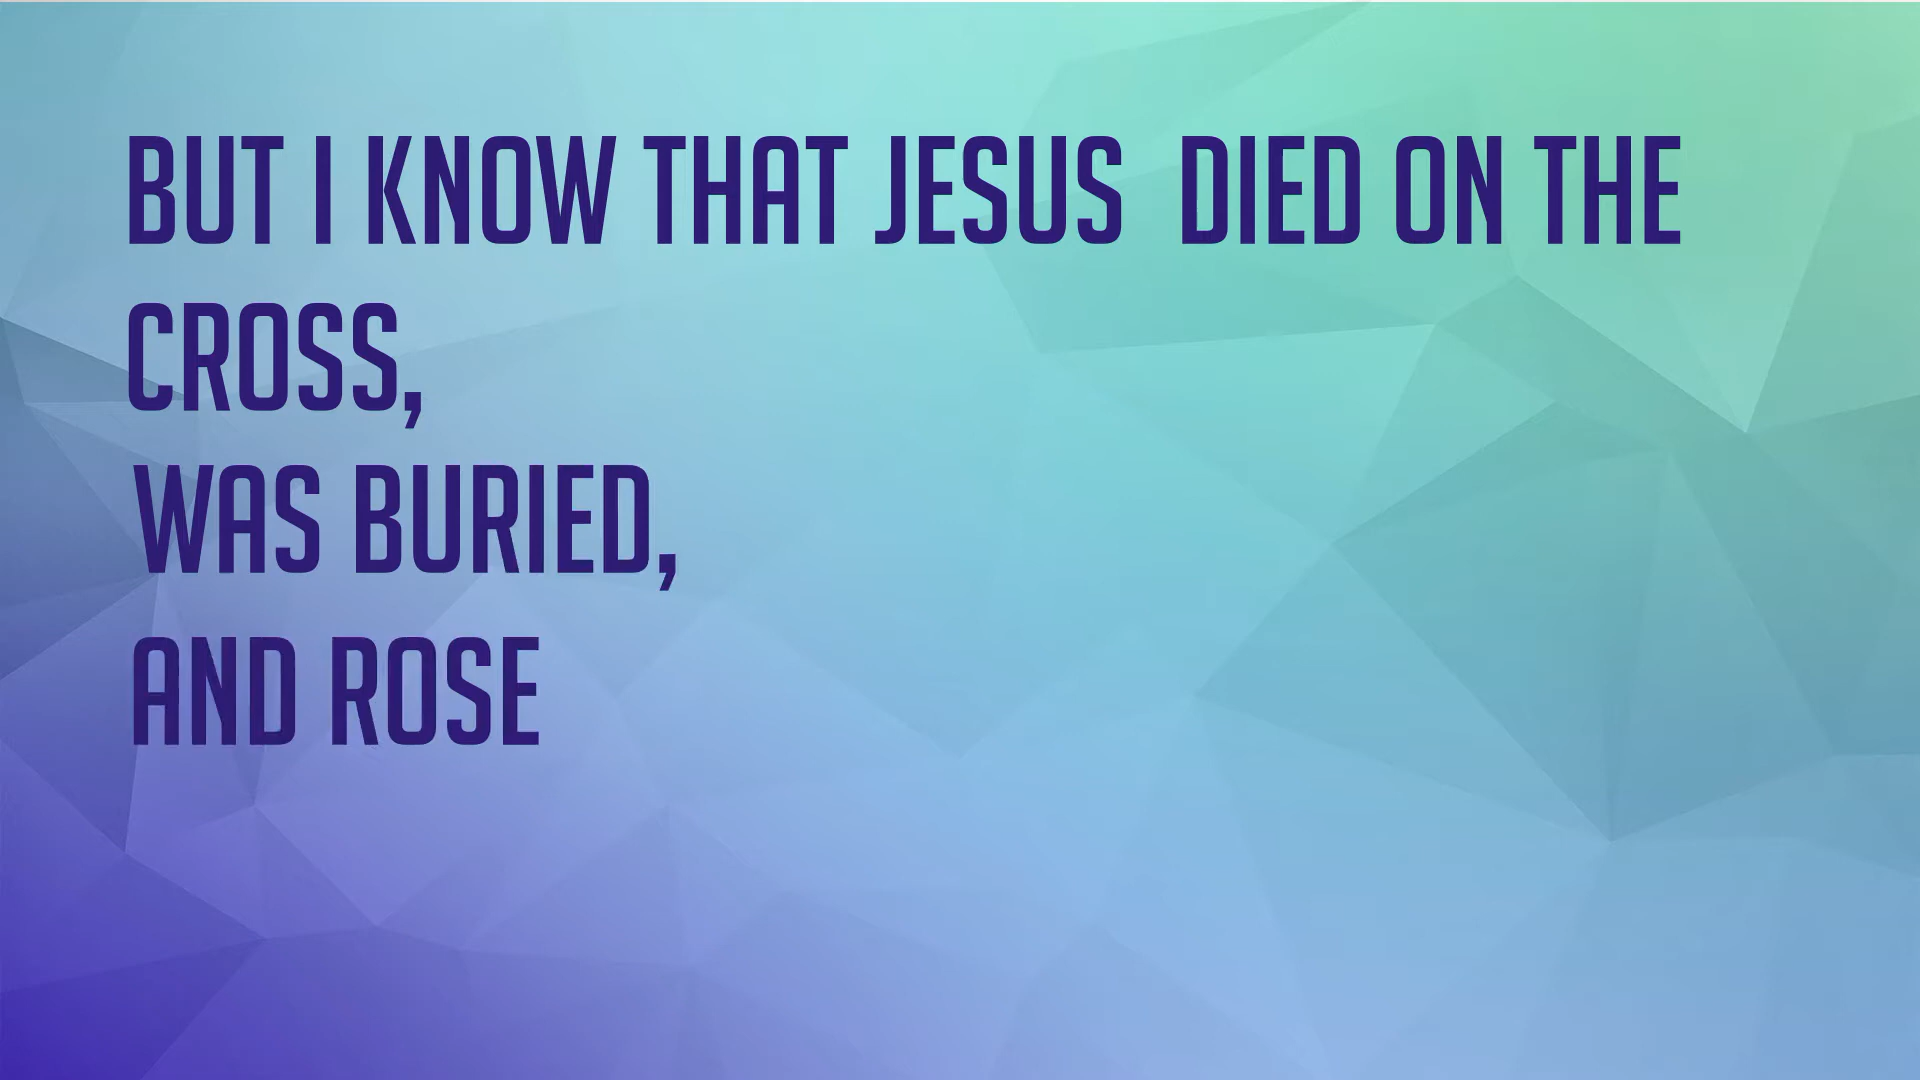 BUT I KNOW THAT JESUS  DIED ON THE
CROSS,
WAS BURIED,
AND ROSE